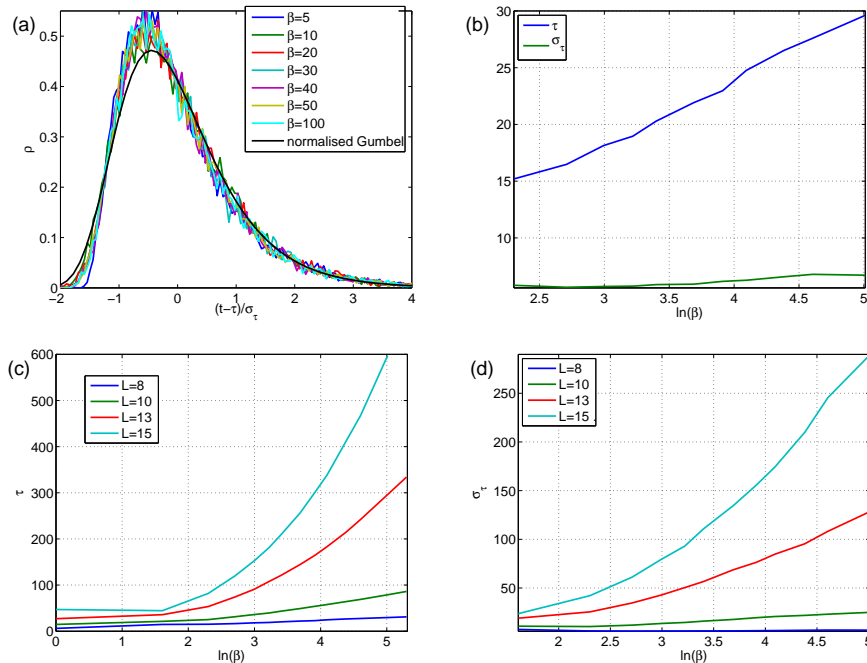 (a)
0.5
0.4
0.3
0.2
0.1
0
ρ
−2
−1
0
1
2
3
4
(t−τ)/σ_τ
β=5
β=10
β=20
β=30
β=40
β=50
β=100
normalised Gumbel
(b)
30
25
20
15
10
2.5
3
3.5
4
4.5
5
ln(β)
τ
σ_τ
(c)
600
500
400
300
200
100
0
τ
0
1
2
3
4
5
ln(β)
L=8
L=10
L=13
L=15
(d)
250
200
150
100
50
σ_τ
2
2.5
3
3.5
4
4.5
5
ln(β)
L=8
L=10
L=13
L=15